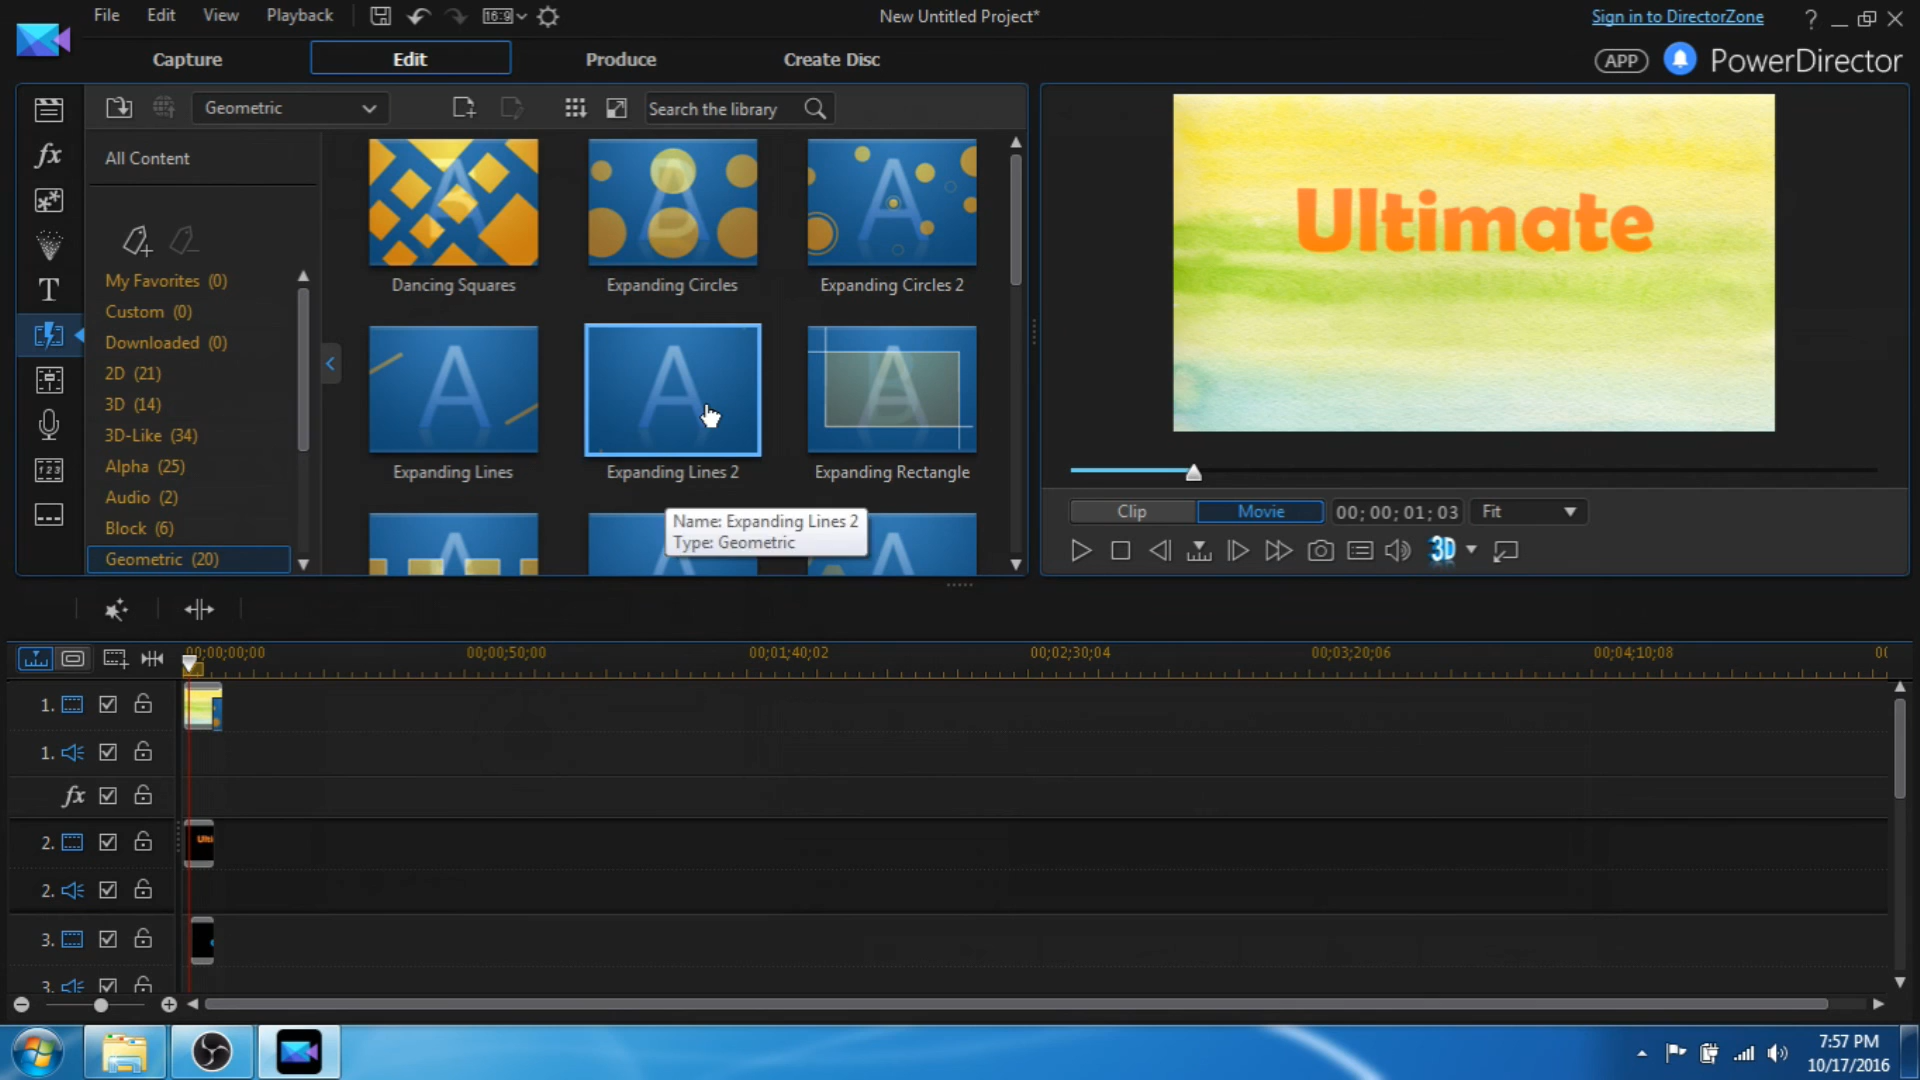 File Edit View Playback 16:9 New Untitled Project* Sign in to DirectorZone ?
Capture Edit Produce Create Disc APP PowerDirector
Geometric Search the library
All Content
My Favorites (0)
Custom (0)
Downloaded (0)
2D (21)
3D (14)
3D-Like (34)
Alpha (25)
Audio (2)
Block (6)
Geometric (20)
fx
T
123
Dancing Squares Expanding Circles Expanding Circles 2
Expanding Lines Expanding Lines 2 Expanding Rectangle
Name: Expanding Lines 2
Type: Geometric
Ultimate
Clip Movie 00; 00; 01; 03 Fit
3D
00;00;00;00 00;00;50;00 00;01;40;02 00;02;30;04 00;03;20;06 00;04;10;08
1.
1.
fx
2. Ulti
2.
3.
3.
7:57 PM
10/17/2016